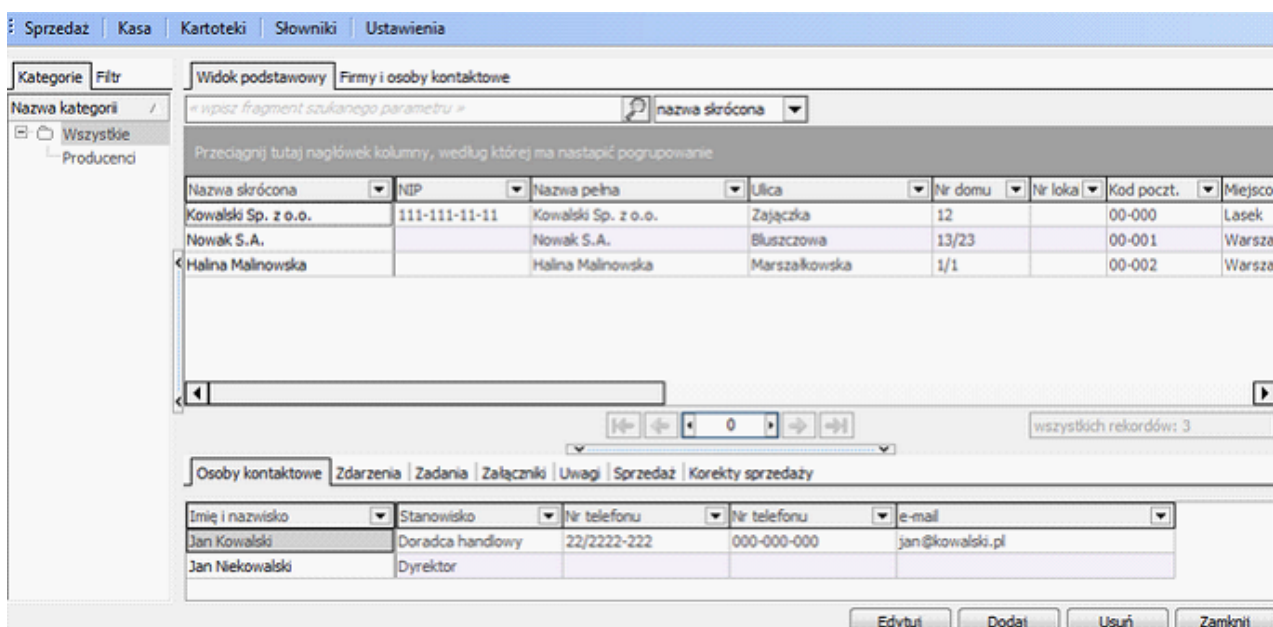 Sprzedaż Kasa Kartoteki Słowniki Ustawienia
Kategorie Filtr
Widok podstawowy Firmy i osoby kontaktowe
Nazwa kategorii
« wpisz fragment szukanego parametru » nazwa skrócona
Wszystkie
Producenci
Przeciągnij tutaj nagłówek kolumny, według której ma nastąpić pogrupowanie
Nazwa skrócona NIP Nazwa pełna Ulica Nr domu Nr loka Kod poczt. Miejsco
Kowalski Sp. z o.o. 111-111-11-11 Kowalski Sp. z o.o. Zajączka 12 00-000 Lasek
Nowak S.A. Nowak S.A. Bluszczowa 13/23 00-001 Warsza
Halina Malinowska Halina Malinowska Marszałkowska 1/1 00-002 Warsza
0 wszystkich rekordów: 3
Osoby kontaktowe Zdarzenia Zadania Załączniki Uwagi Sprzedaż Korekty sprzedaży
Imię i nazwisko Stanowisko Nr telefonu Nr telefonu e-mail
Jan Kowalski Doradca handlowy 22/2222-222 000-000-000 jan@kowalski.pl
Jan Niekowalski Dyrektor
Edytuj Dodaj Usuń Zamknij